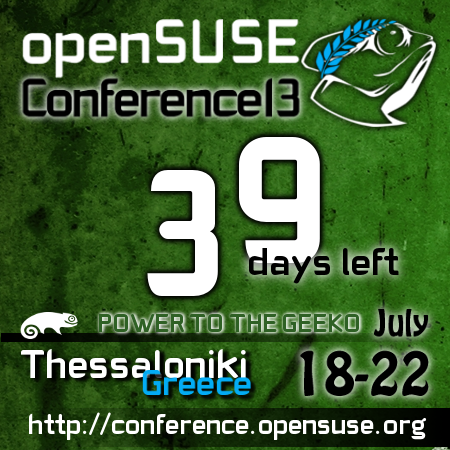 openSUSE
Conference13
39
days left
POWER TO THE GEEKO July
Thessaloniki
Greece
18-22
http://conference.opensuse.org